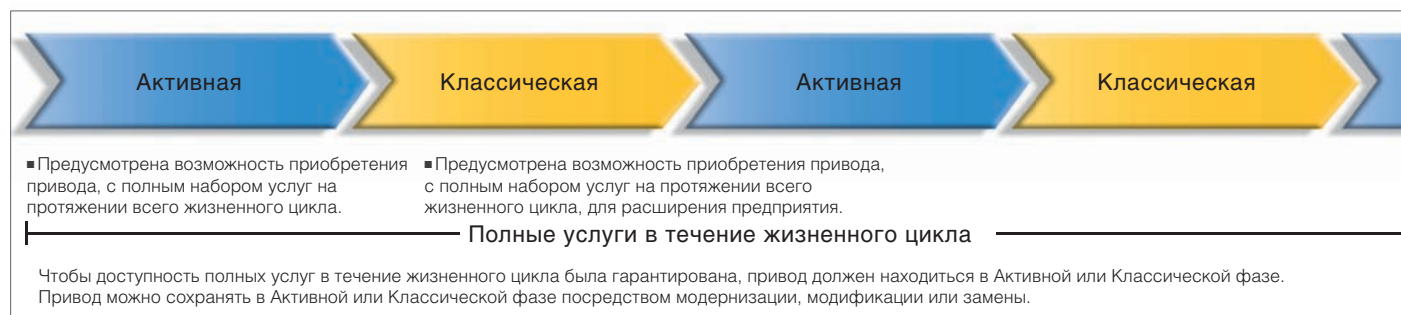 Активная
Классическая
Активная
Классическая
▪Предусмотрена возможность приобретения
привода, с полным набором услуг на
протяжении всего жизненного цикла.
▪Предусмотрена возможность приобретения привода,
с полным набором услуг на протяжении всего
жизненного цикла, для расширения предприятия.
Полные услуги в течение жизненного цикла
Чтобы доступность полных услуг в течение жизненного цикла была гарантирована, привод должен находиться в Активной или Классической фазе.
Привод можно сохранять в Активной или Классической фазе посредством модернизации, модификации или замены.